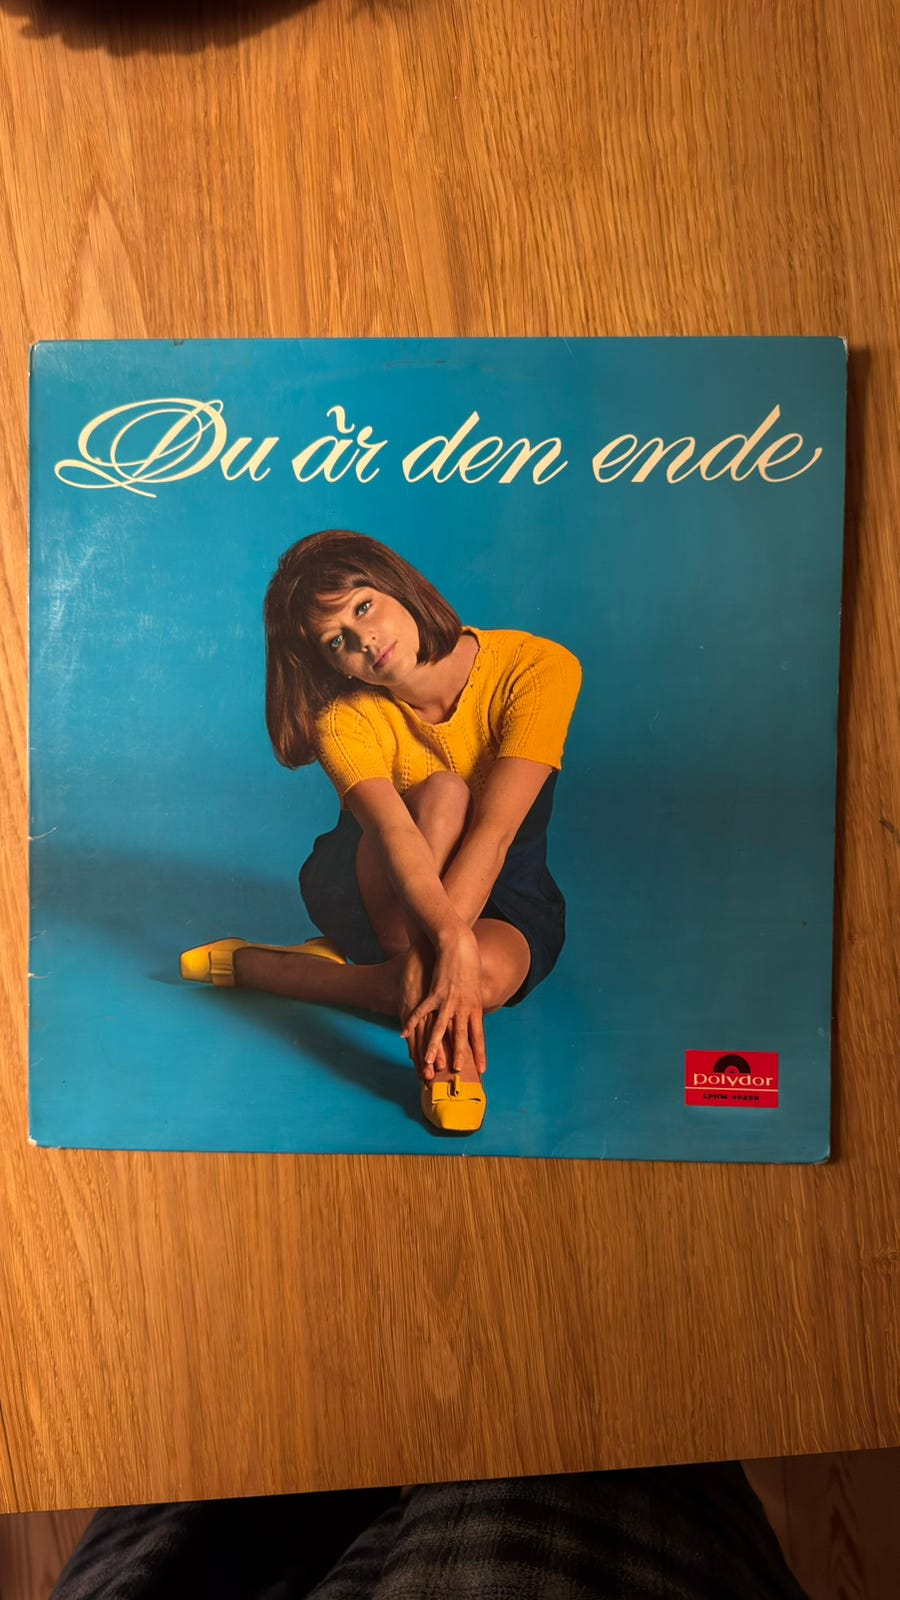 Du är den ende
polydor
LPHM 46258